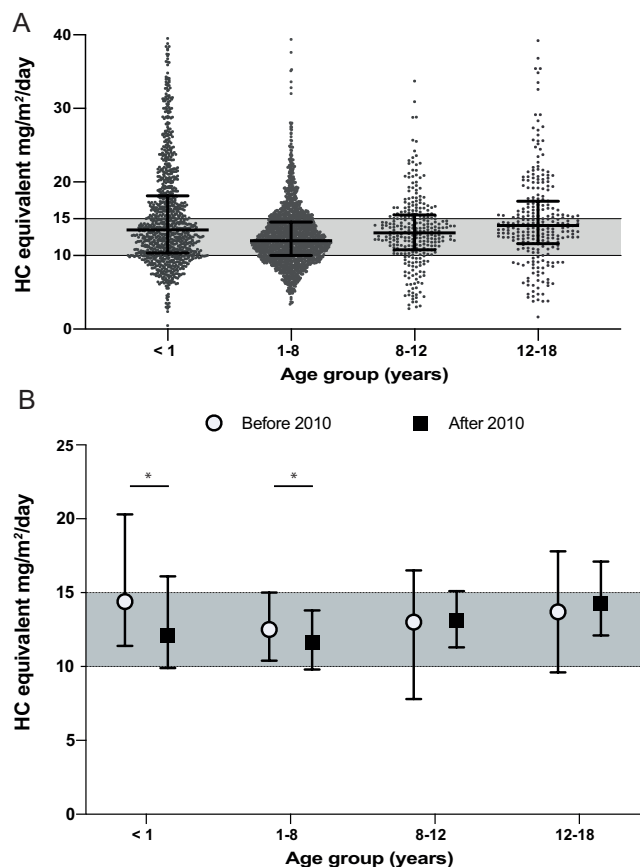 A
HC equivalent mg/m²/day
40
30
20
15
10
0
< 1
1-8
8-12
12-18
Age group (years)
B
Before 2010
After 2010
HC equivalent mg/m²/day
25
20
15
10
5
0
*
*
< 1
1-8
8-12
12-18
Age group (years)